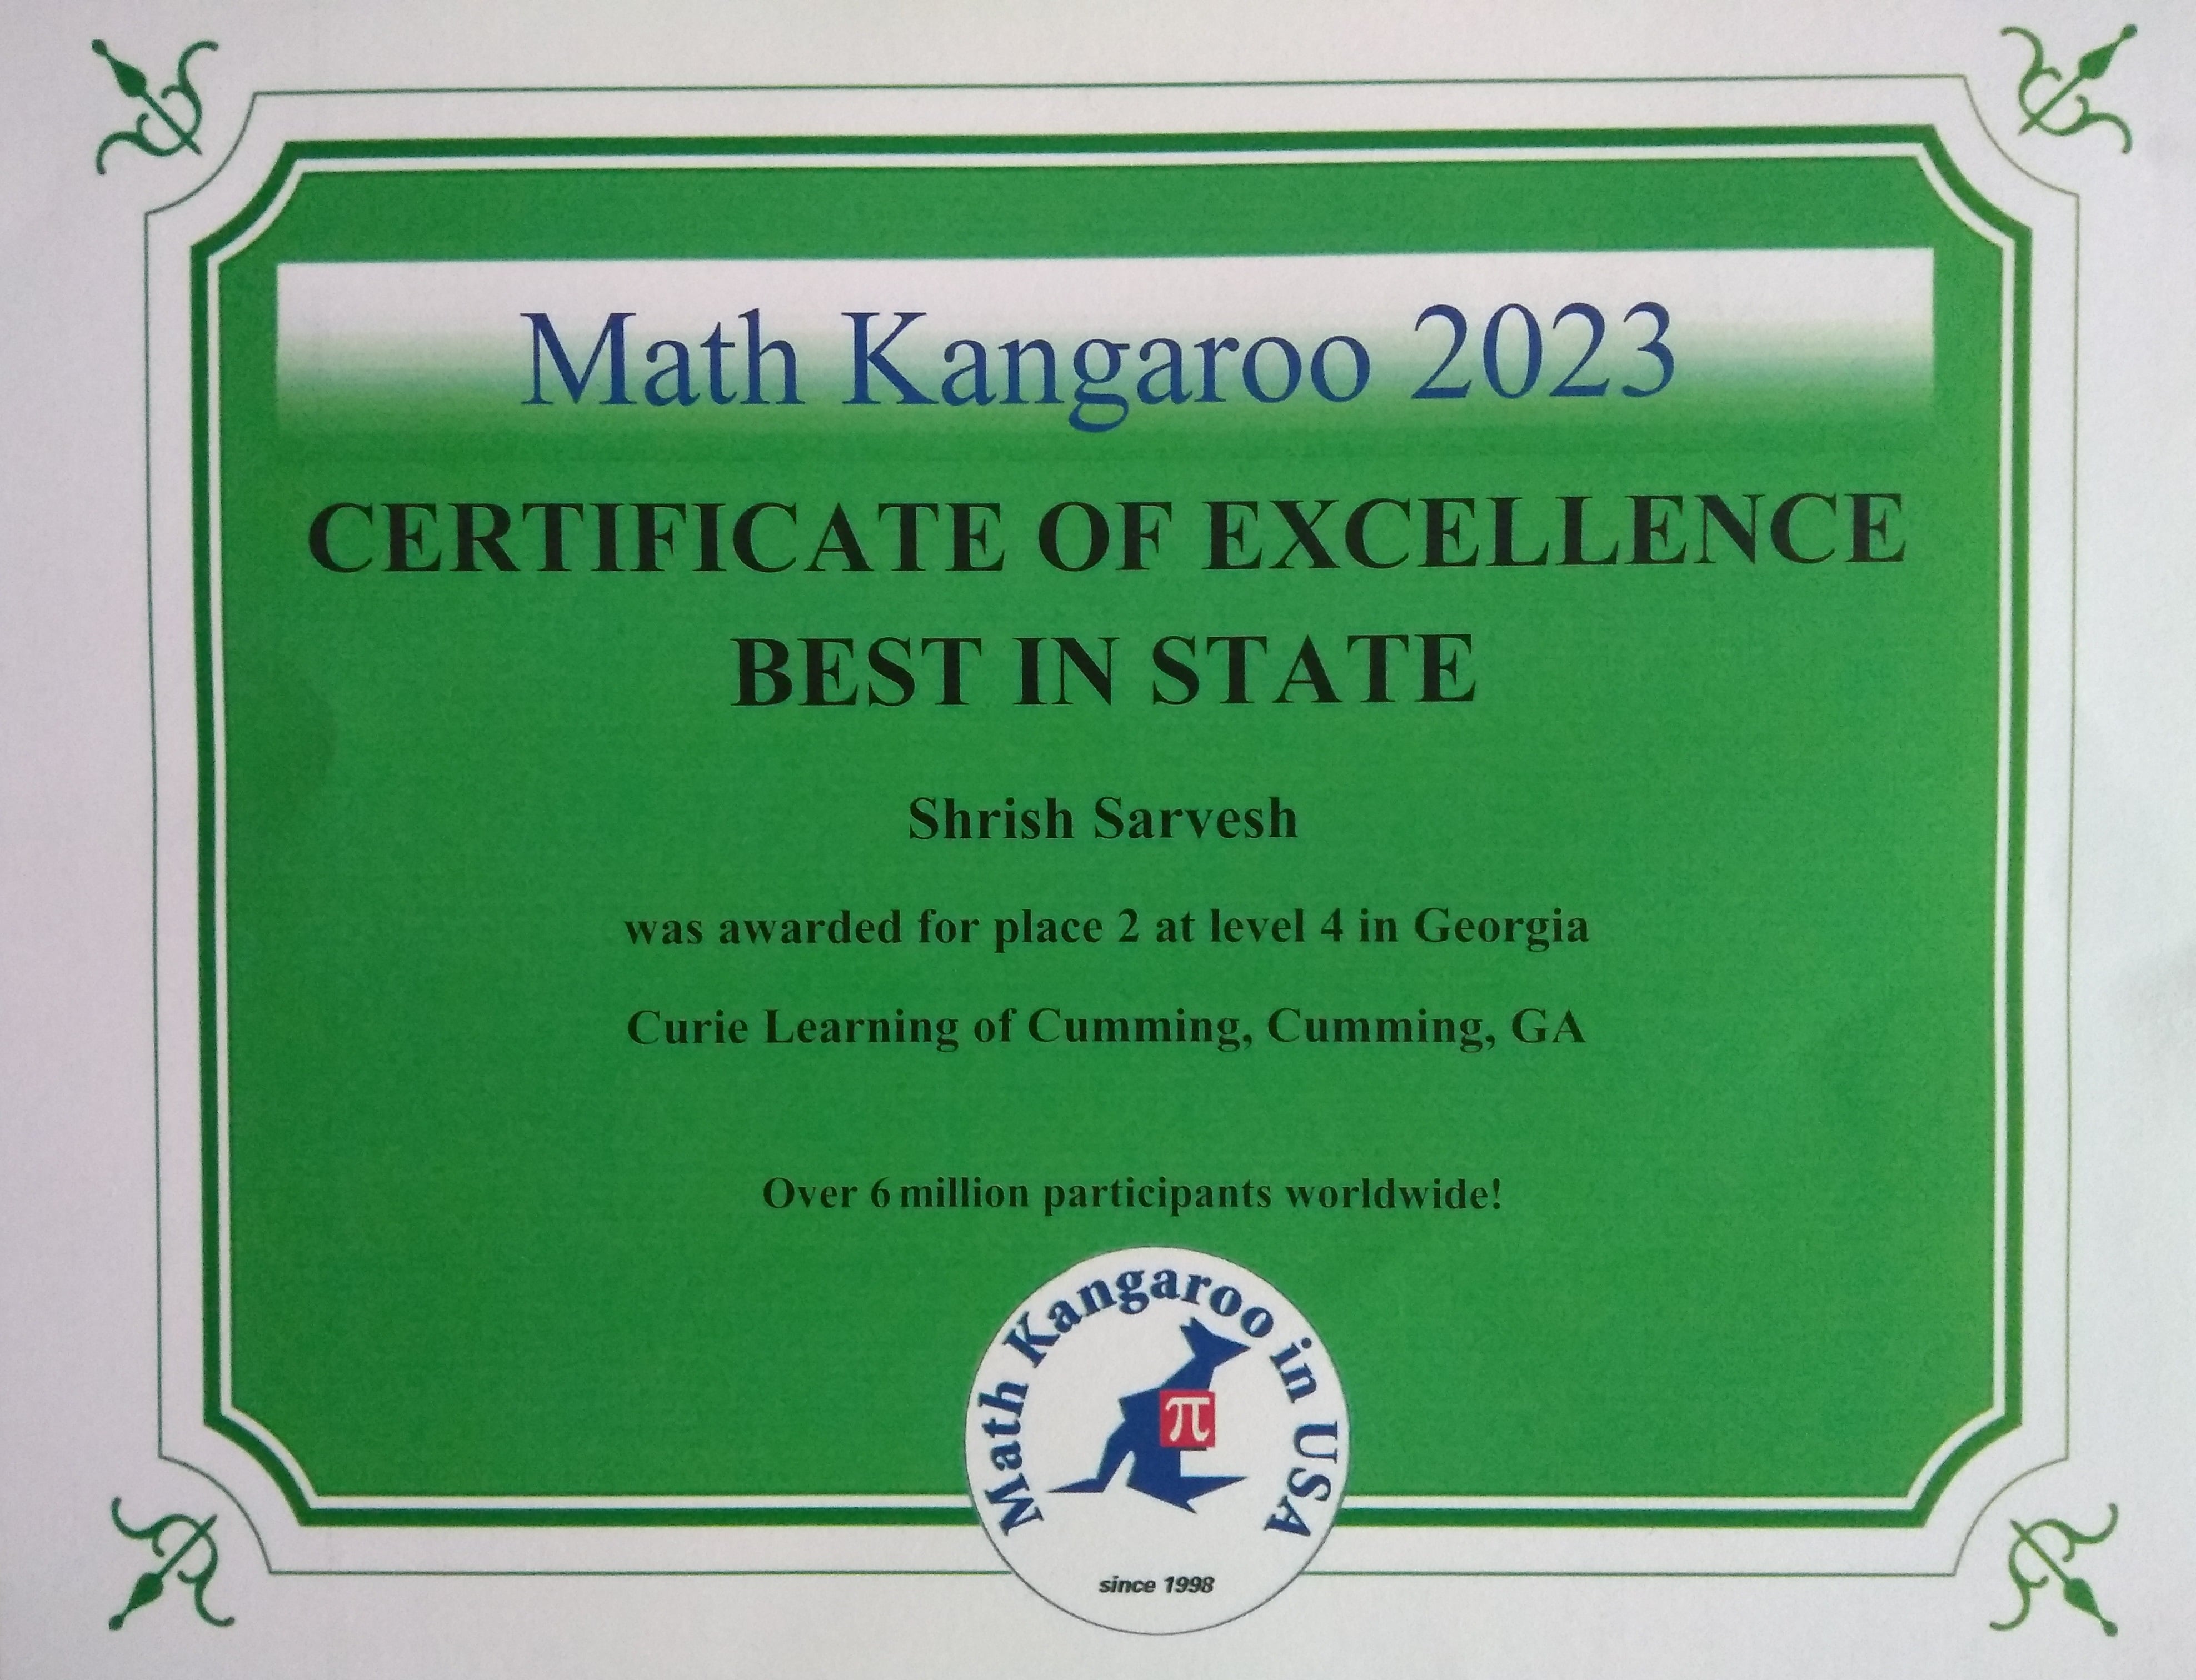 Math Kangaroo 2023
CERTIFICATE OF EXCELLENCE
BEST IN STATE
Shrish Sarvesh
was awarded for place 2 at level 4 in Georgia
Curie Learning of Cumming, Cumming, GA
Over 6 million participants worldwide!
Math Kangaroo in USA
π
since 1998